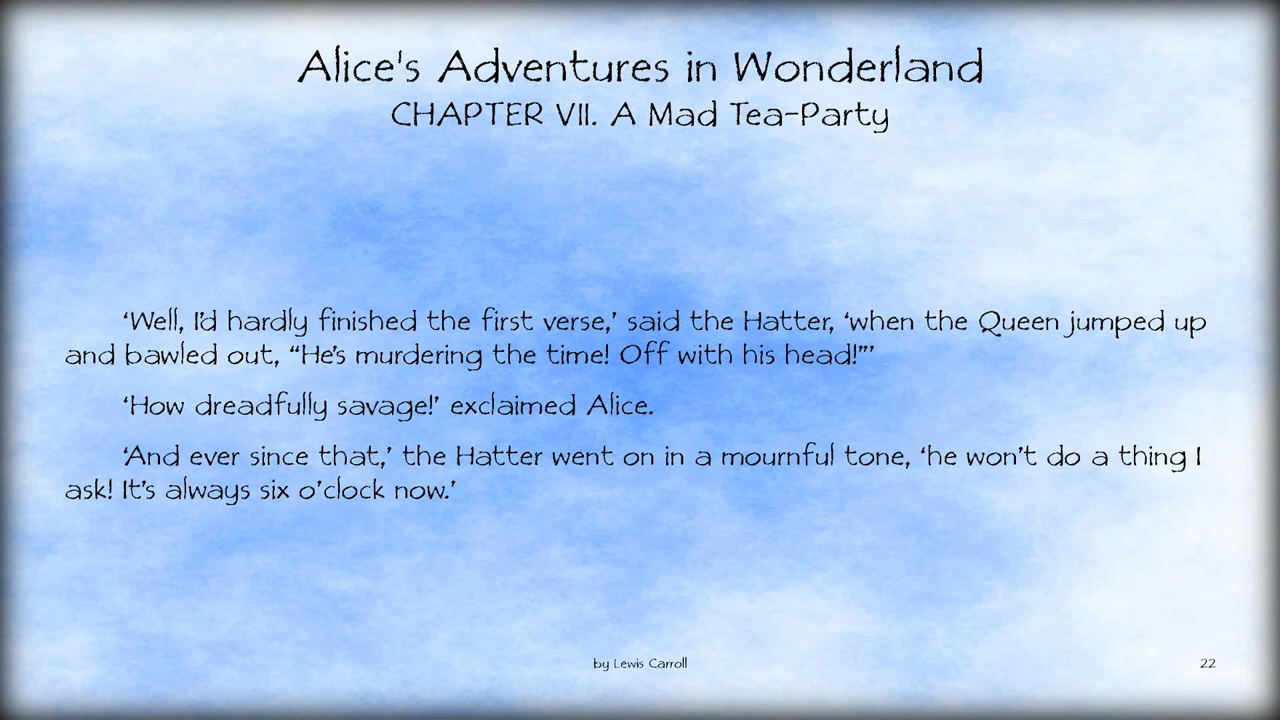 Alice's Adventures in Wonderland
CHAPTER VII. A Mad Tea-Party
‘Well, I’d hardly finished the first verse,’ said the Hatter, ‘when the Queen jumped up
and bawled out, “He’s murdering the time! Off with his head!”’
‘How dreadfully savage!’ exclaimed Alice.
‘And ever since that,’ the Hatter went on in a mournful tone, ‘he won’t do a thing I
ask! It’s always six o’clock now.’
by Lewis Carroll
22